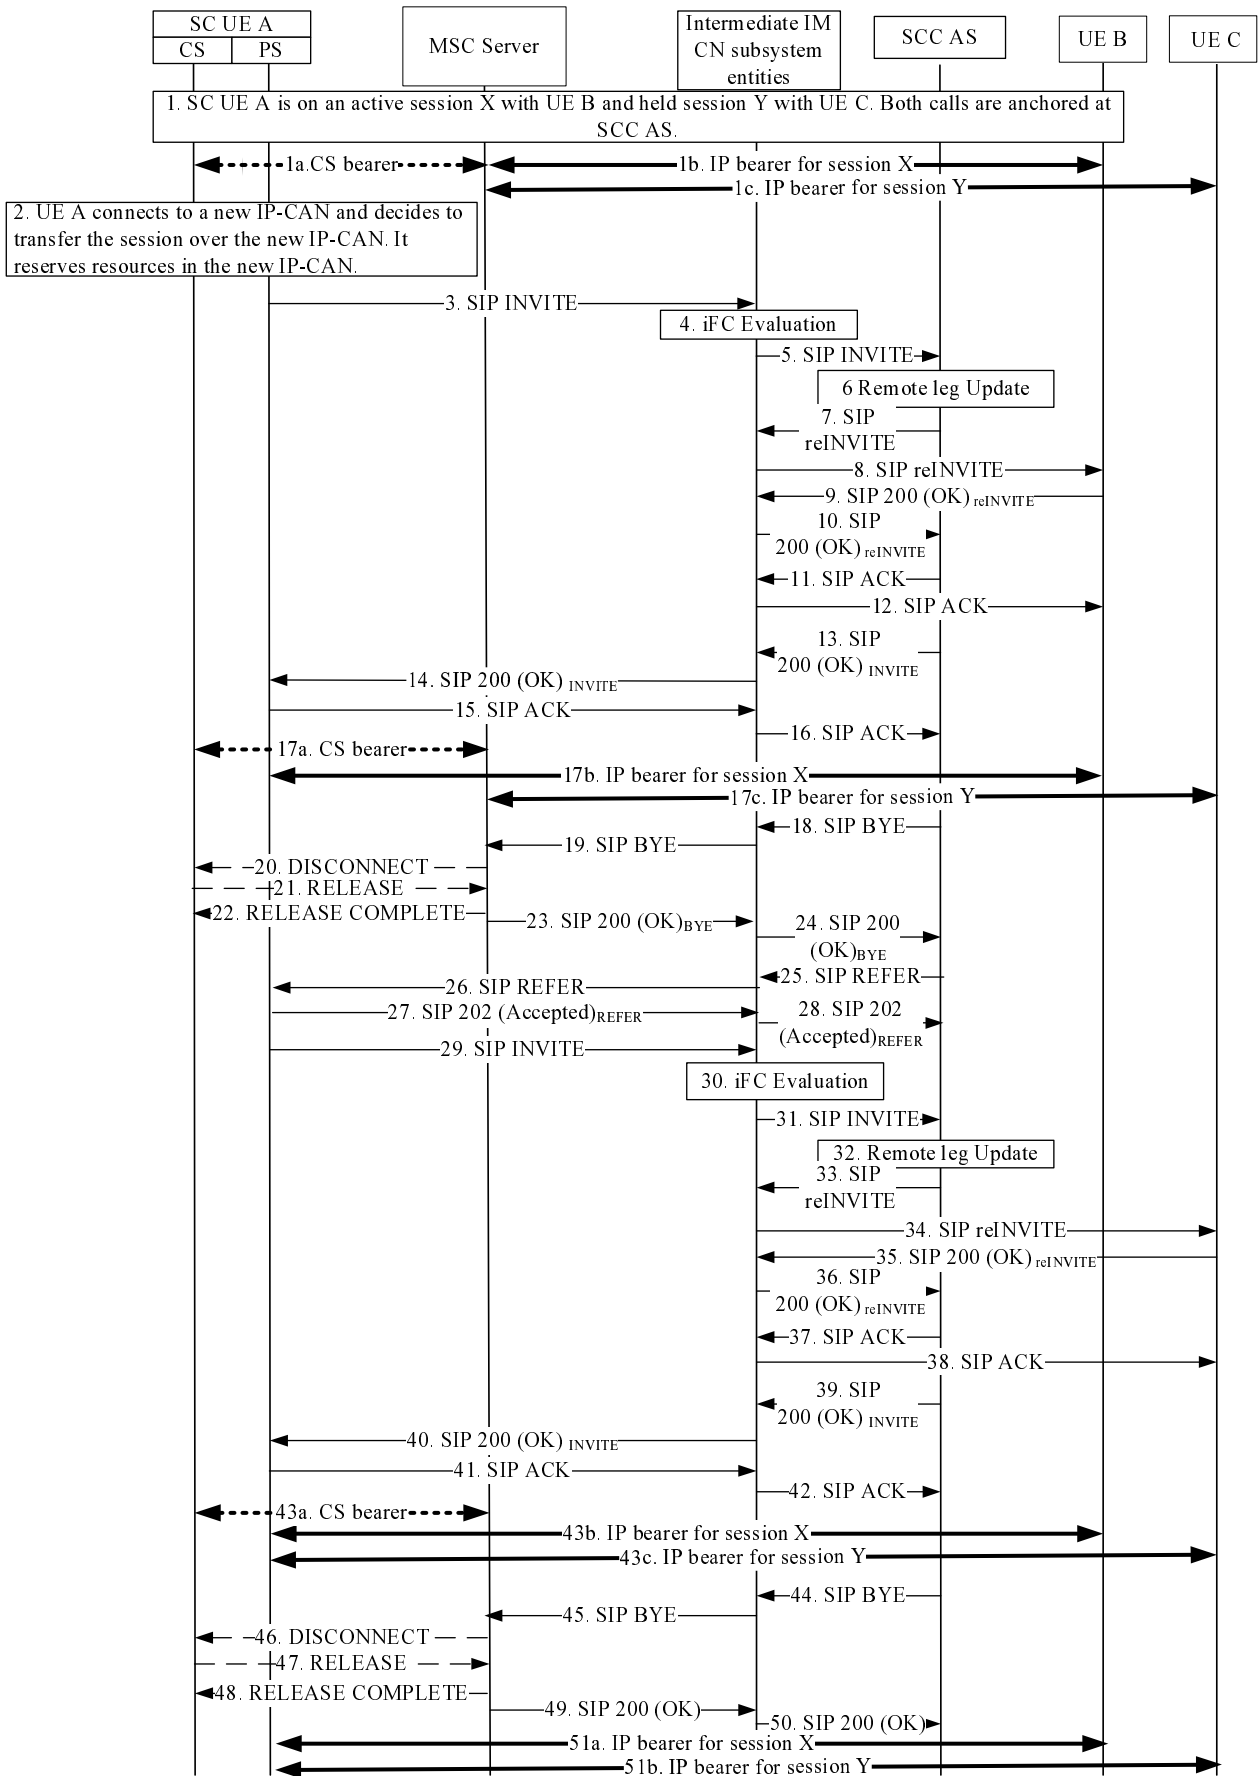 SC UE A
CS
PS
MSC Server
Intermediate IM
CN subsystem
entities
SCC AS
UE B
UE C
1. SC UE A is on an active session X with UE B and held session Y with UE C. Both calls are anchored at
SCC AS.
1a.CS bearer
1b. IP bearer for session X
1c. IP bearer for session Y
2. UE A connects to a new IP-CAN and decides to
transfer the session over the new IP-CAN. It
reserves resources in the new IP-CAN.
3. SIP INVITE
4. iFC Evaluation
5. SIP INVITE
6 Remote leg Update
7. SIP
reINVITE
8. SIP reINVITE
9. SIP 200 (OK) reINVITE
10. SIP
200 (OK) reINVITE
11. SIP ACK
12. SIP ACK
13. SIP
200 (OK) INVITE
14. SIP 200 (OK) INVITE
15. SIP ACK
16. SIP ACK
17a. CS bearer
17b. IP bearer for session X
17c. IP bearer for session Y
18. SIP BYE
19. SIP BYE
20. DISCONNECT
21. RELEASE
22. RELEASE COMPLETE
23. SIP 200 (OK)BYE
24. SIP 200
(OK)BYE
25. SIP REFER
26. SIP REFER
27. SIP 202 (Accepted)REFER
28. SIP 202
(Accepted)REFER
29. SIP INVITE
30. iFC Evaluation
31. SIP INVITE
32. Remote leg Update
33. SIP
reINVITE
34. SIP reINVITE
35. SIP 200 (OK) reINVITE
36. SIP
200 (OK) reINVITE
37. SIP ACK
38. SIP ACK
39. SIP
200 (OK) INVITE
40. SIP 200 (OK) INVITE
41. SIP ACK
42. SIP ACK
43a. CS bearer
43b. IP bearer for session X
43c. IP bearer for session Y
44. SIP BYE
45. SIP BYE
46. DISCONNECT
47. RELEASE
48. RELEASE COMPLETE
49. SIP 200 (OK)
50. SIP 200 (OK)
51a. IP bearer for session X
51b. IP bearer for session Y